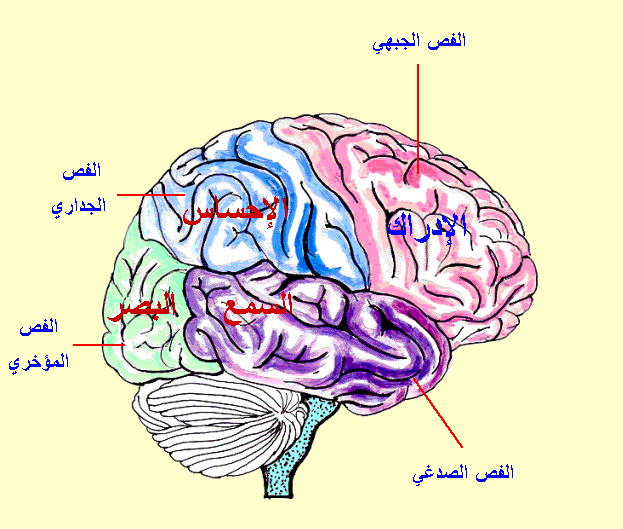 الفص الجبهي
الفص
الجداري
الإحساس
الإدراك
البصر
السمع
الفص
المؤخري
الفص الصدغي